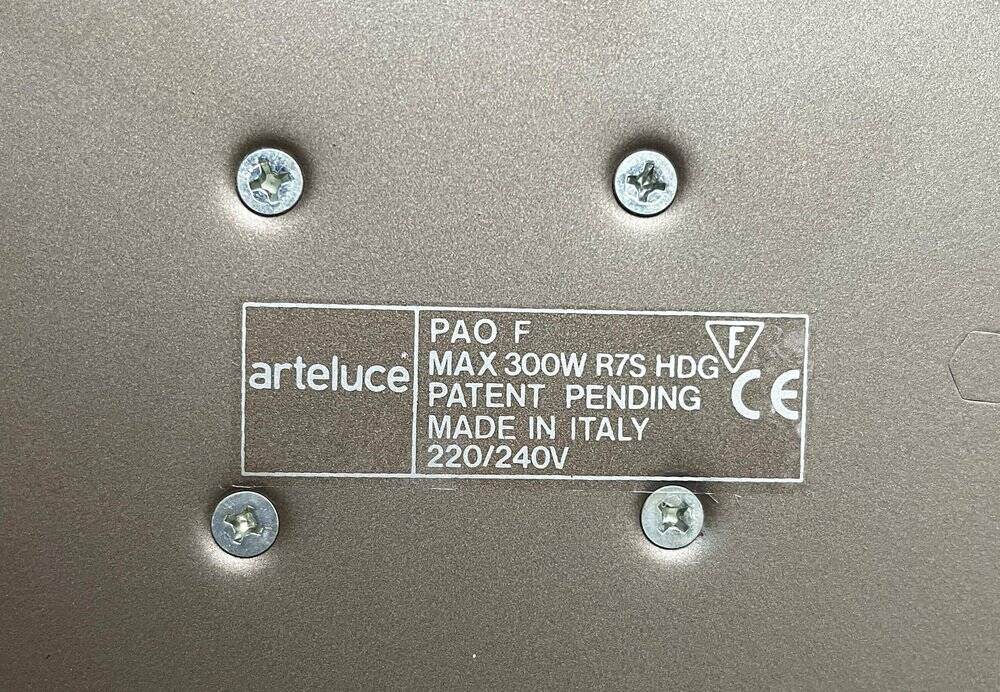 arteluce®
PAO F
MAX 300W R7S HDG
PATENT PENDING
MADE IN ITALY
220/240V
F
CE